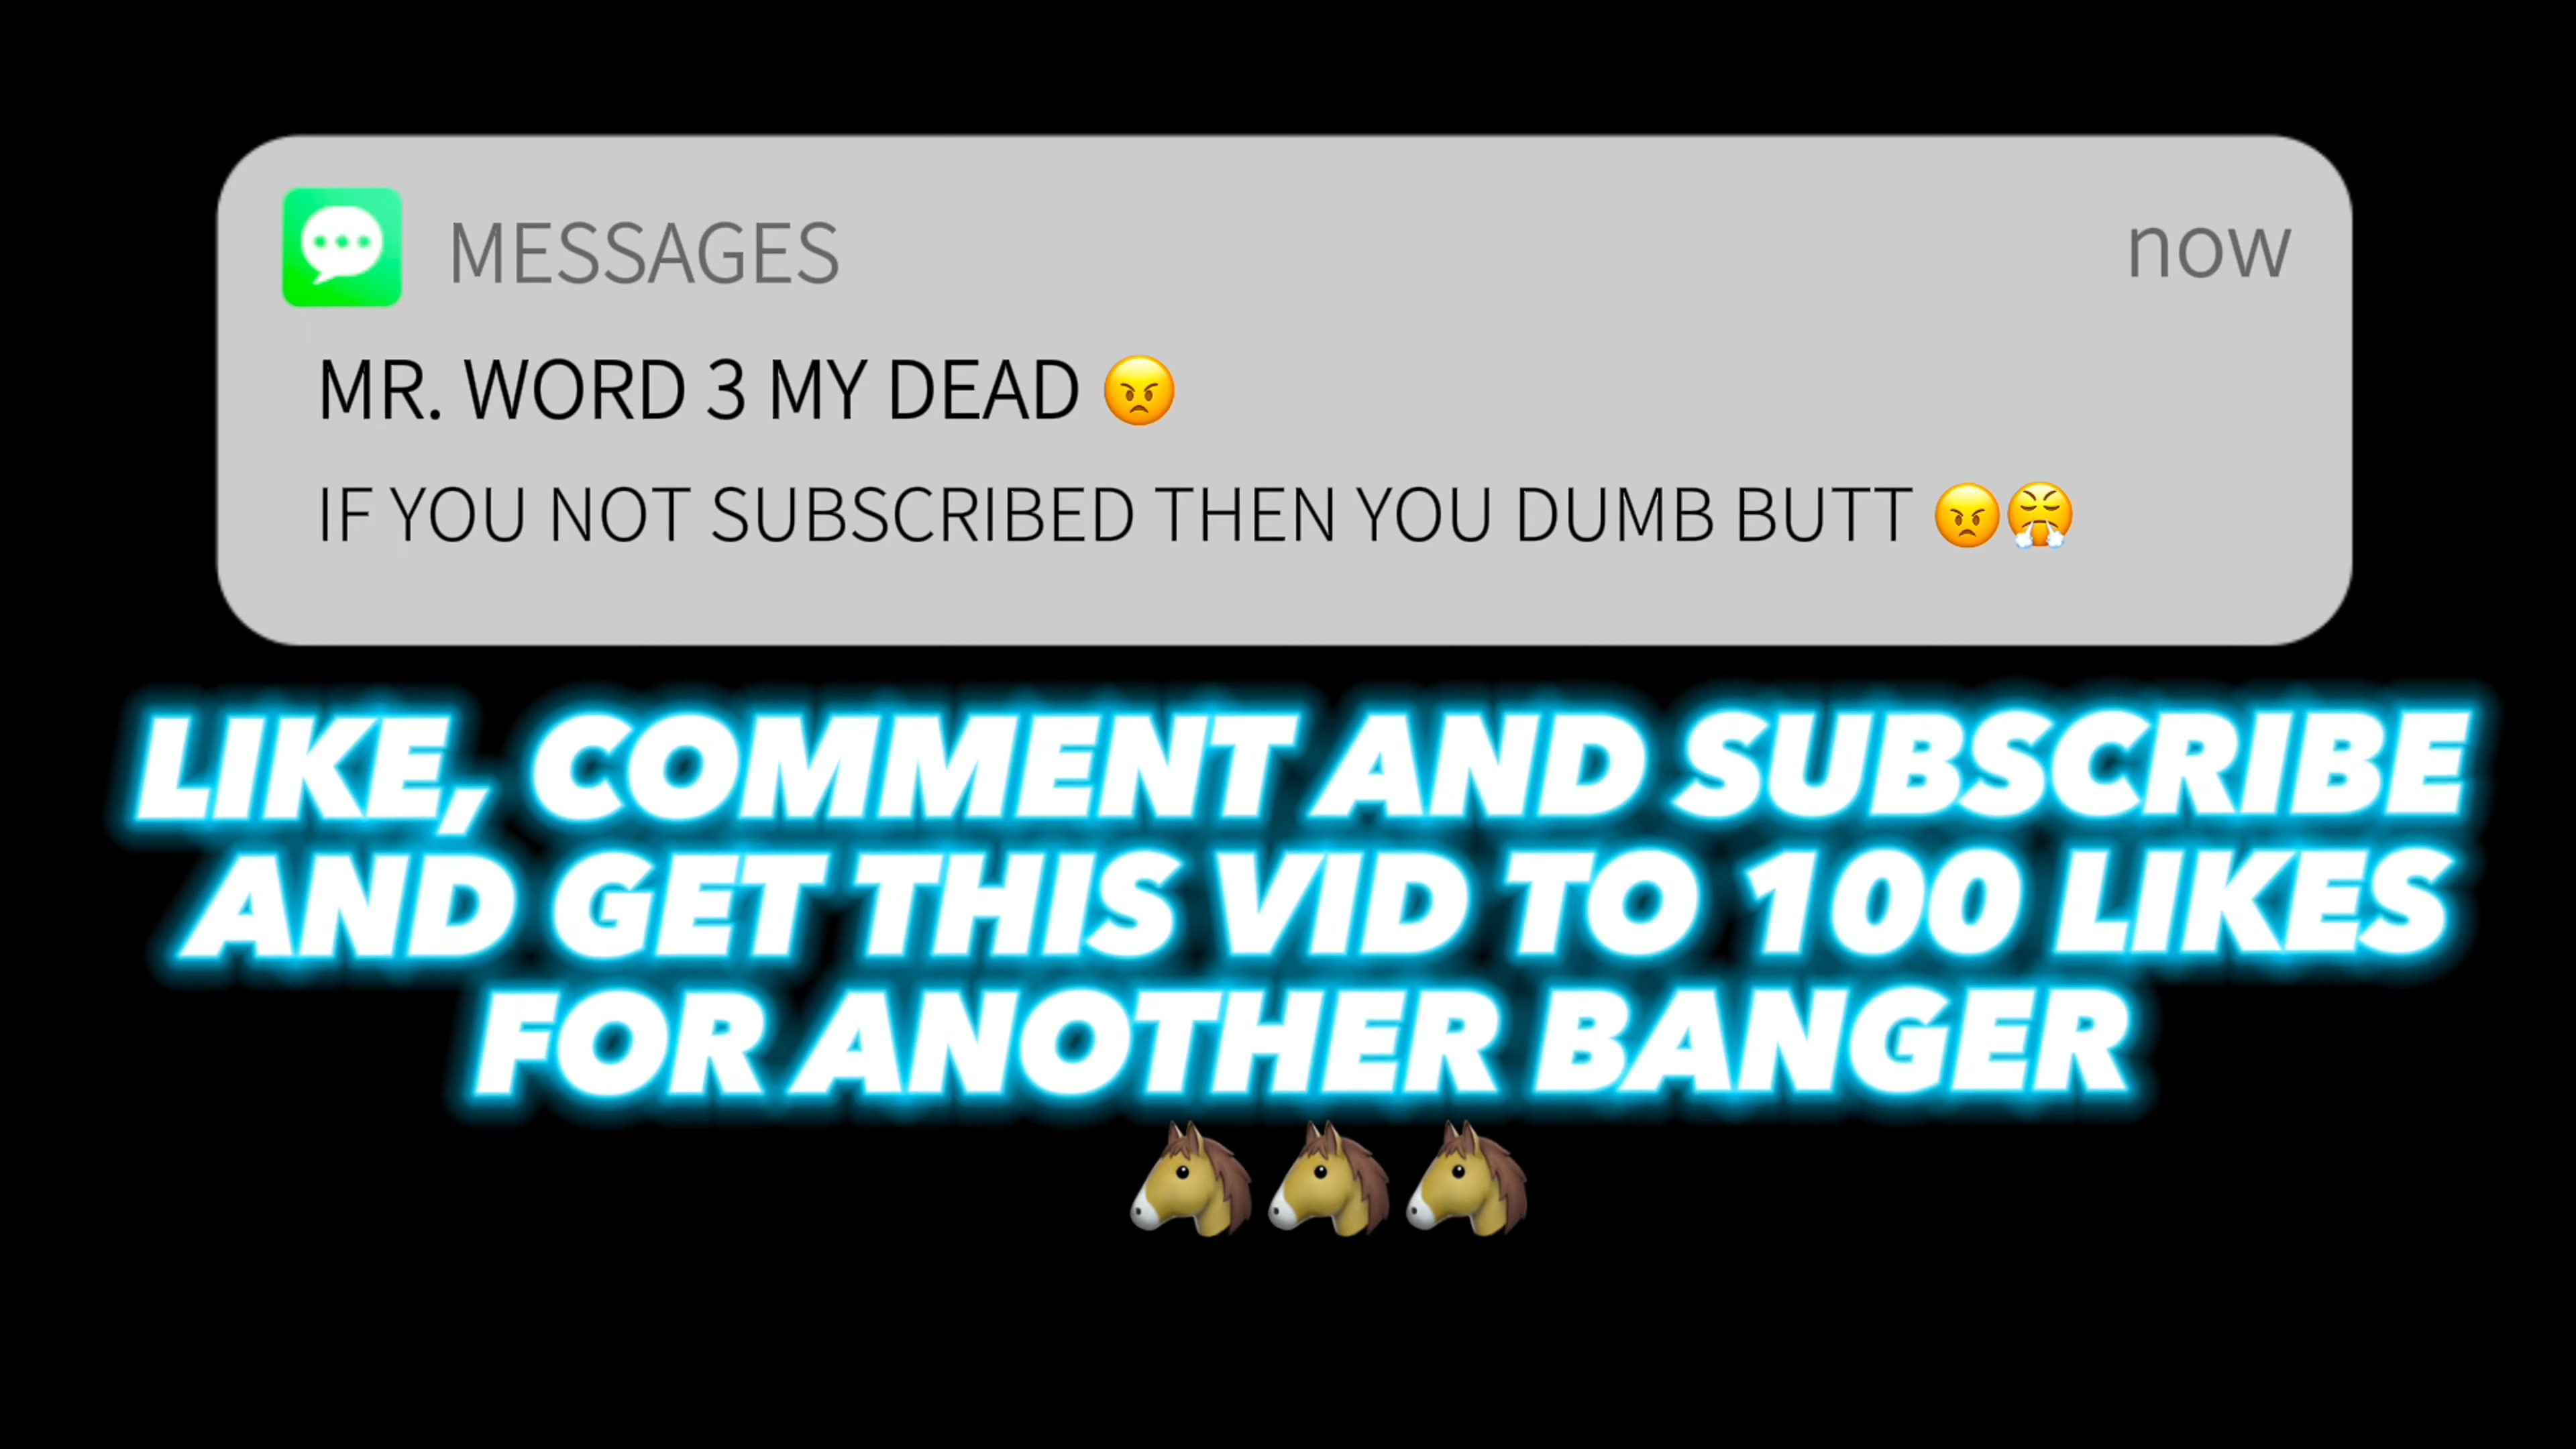 MESSAGES
now
MR. WORD 3 MY DEAD 😠
IF YOU NOT SUBSCRIBED THEN YOU DUMB BUTT 😠😤
LIKE, COMMENT AND SUBSCRIBE
AND GET THIS VID TO 100 LIKES
FOR ANOTHER BANGER
🐴🐴🐴